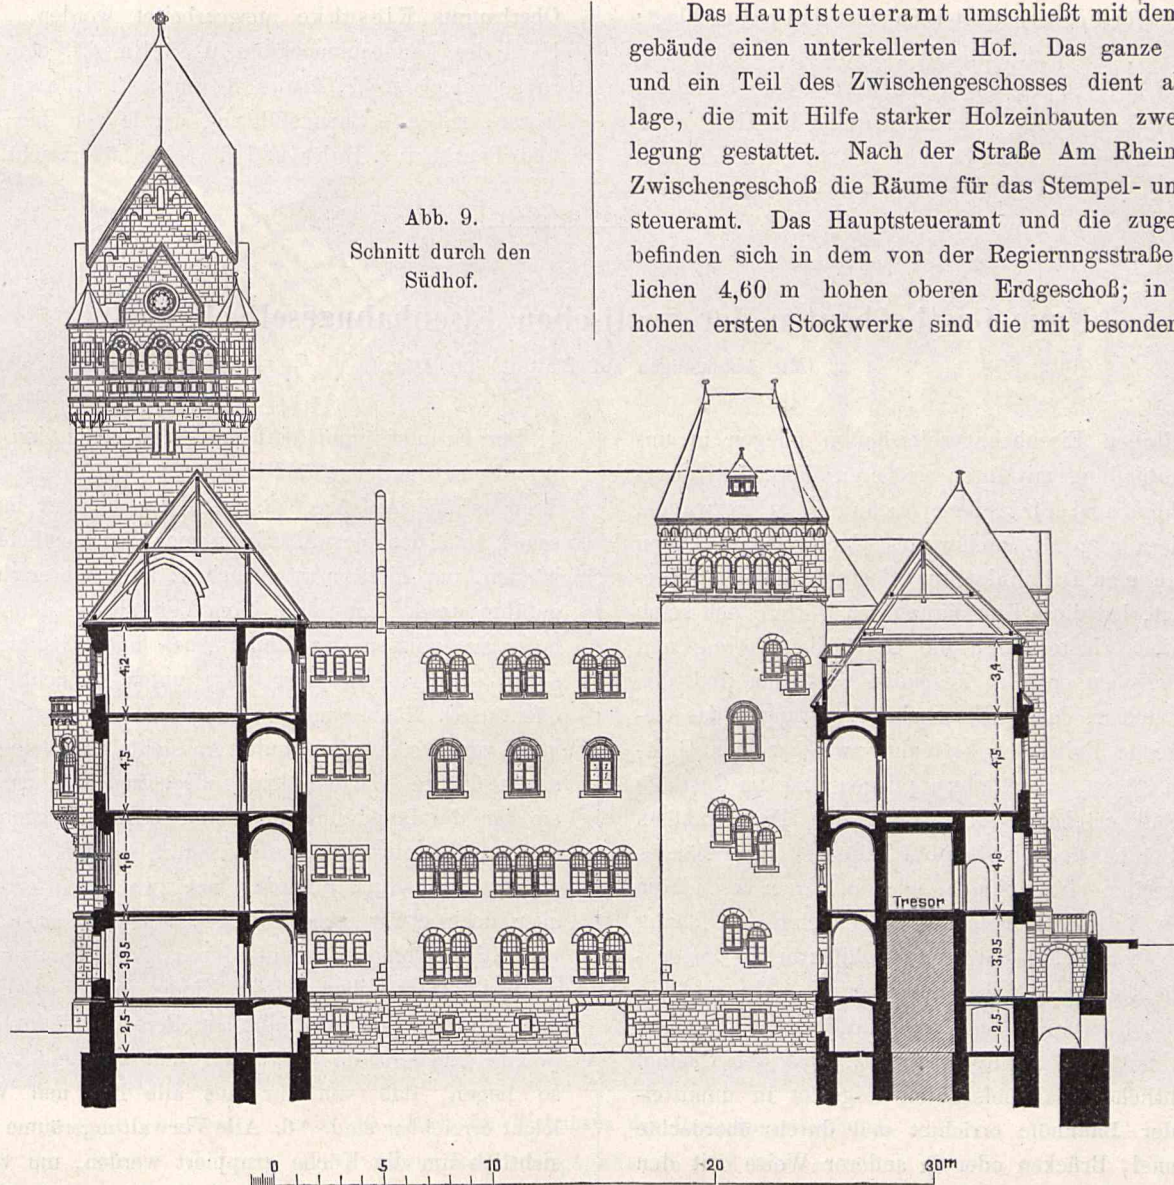 Das Hauptsteueramt umschließt mit dem
gebäude einen unterkellerten Hof. Das ganze
und ein Teil des Zwischengeschosses dient a
lage, die mit Hilfe starker Holzeinbauten zwe
legung gestattet. Nach der Straße Am Rhein
Zwischengeschoß die Räume für das Stempel- un
steueramt. Das Hauptsteueramt und die zuge
befinden sich in dem von der Regierungsstraße
lichen 4,60 m hohen oberen Erdgeschoß; in
hohen ersten Stockwerke sind die mit besonder
Abb. 9.
Schnitt durch den
Südhof.
4,2
4,5
4,6
3,95
2,5
3,4
4,5
4,6
Tresor
3,95
2,5
0 5 10 20 30m